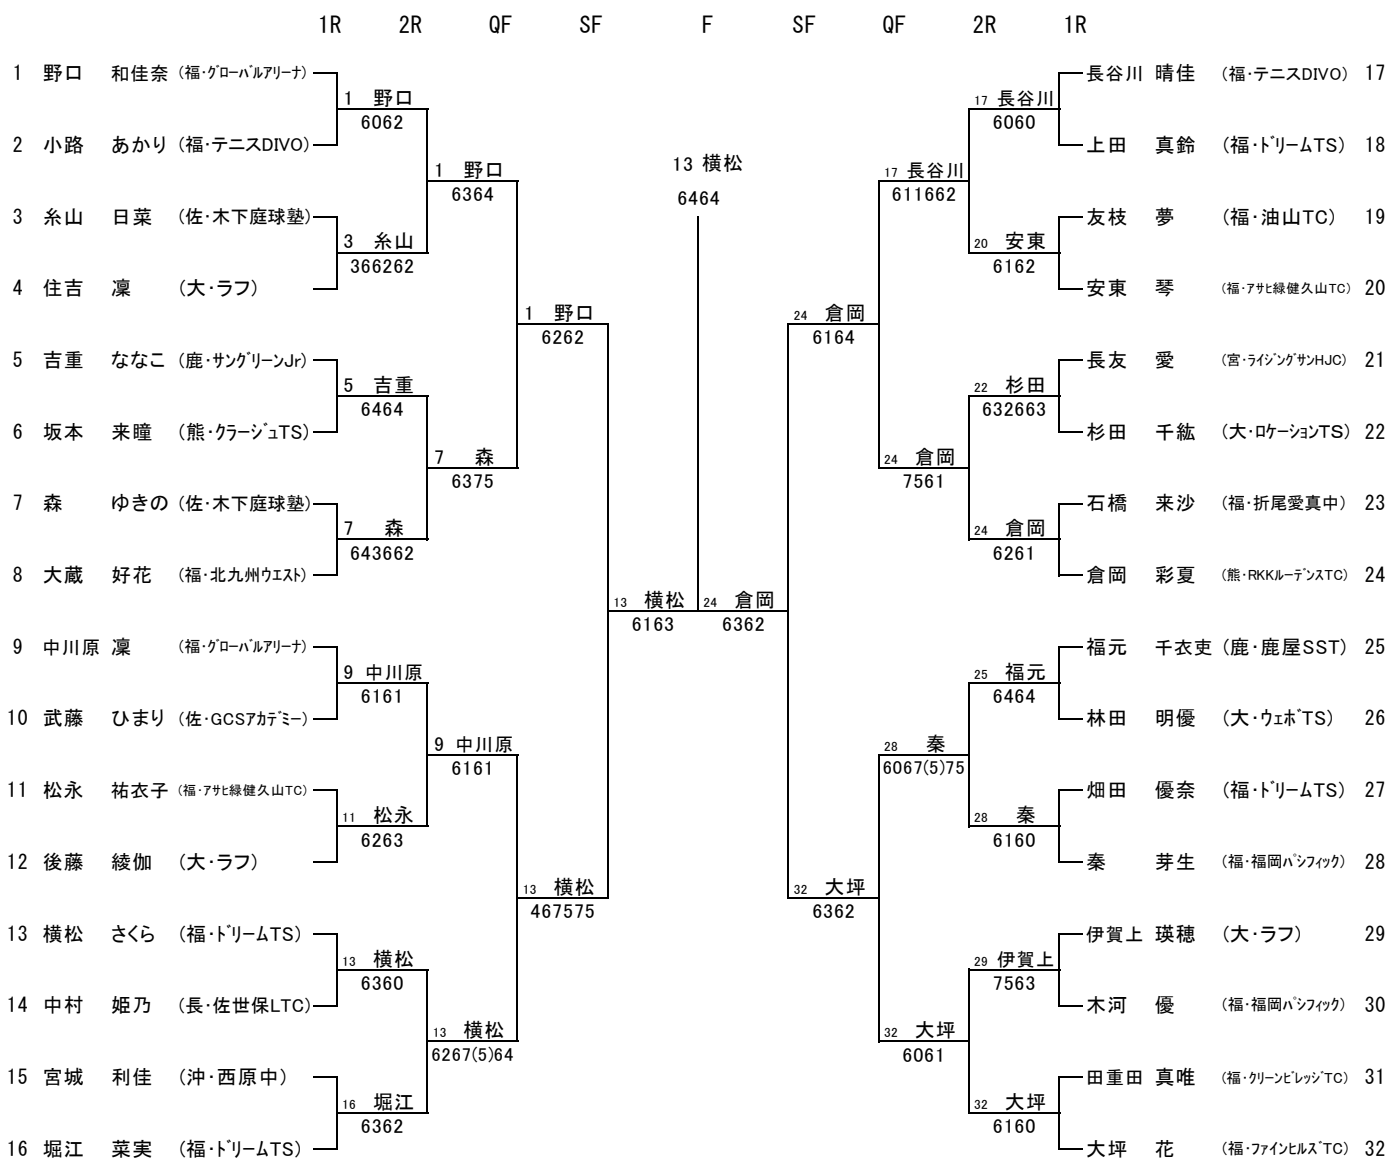 1R 2R QF SF F SF QF 2R 1R
1 野口 和佳奈 (福・グローバルアリーナ)
1 野口
6062
2 小路 あかり (福・テニスDIVO)
1 野口
6364
3 糸山 日菜 (佐・木下庭球塾)
3 糸山
366262
4 住吉 凜 (大・ラフ)
1 野口
6262
5 吉重 ななこ (鹿・サングリーンJr)
5 吉重
6464
6 坂本 来瞳 (熊・クラージュTS)
7 森
6375
7 森 ゆきの (佐・木下庭球塾)
7 森
643662
8 大蔵 好花 (福・北九州ウエスト)
13 横松
6163
9 中川原 凜 (福・グローバルアリーナ)
9 中川原
6161
10 武藤 ひまり (佐・GCSアカデミー)
9 中川原
6161
11 松永 祐衣子 (福・アサヒ緑健久山TC)
11 松永
6263
12 後藤 綾伽 (大・ラフ)
13 横松
467575
13 横松 さくら (福・ドリームTS)
13 横松
6360
14 中村 姫乃 (長・佐世保LTC)
13 横松
6267(5)64
15 宮城 利佳 (沖・西原中)
16 堀江
6362
16 堀江 菜実 (福・ドリームTS)
13 横松
6464
長谷川 晴佳 (福・テニスDIVO) 17
17 長谷川
6060
上田 真鈴 (福・ドリームTS) 18
17 長谷川
611662
友枝 夢 (福・油山TC) 19
20 安東
6162
安東 琴 (福・アサヒ緑健久山TC) 20
24 倉岡
6164
長友 愛 (宮・ライジングサンHJC) 21
22 杉田
632663
杉田 千紘 (大・ロケーションTS) 22
24 倉岡
7561
石橋 来沙 (福・折尾愛真中) 23
24 倉岡
6261
倉岡 彩夏 (熊・RKKルーデンスTC) 24
24 倉岡
6362
福元 千衣吏 (鹿・鹿屋SST) 25
25 福元
6464
林田 明優 (大・ウェボTS) 26
28 秦
6067(5)75
畑田 優奈 (福・ドリームTS) 27
28 秦
6160
秦 芽生 (福・福岡パシフィック) 28
32 大坪
6362
伊賀上 瑛穂 (大・ラフ) 29
29 伊賀上
7563
木河 優 (福・福岡パシフィック) 30
32 大坪
6061
田重田 真唯 (福・クリーンビレッジTC) 31
32 大坪
6160
大坪 花 (福・ファインヒルズTC) 32